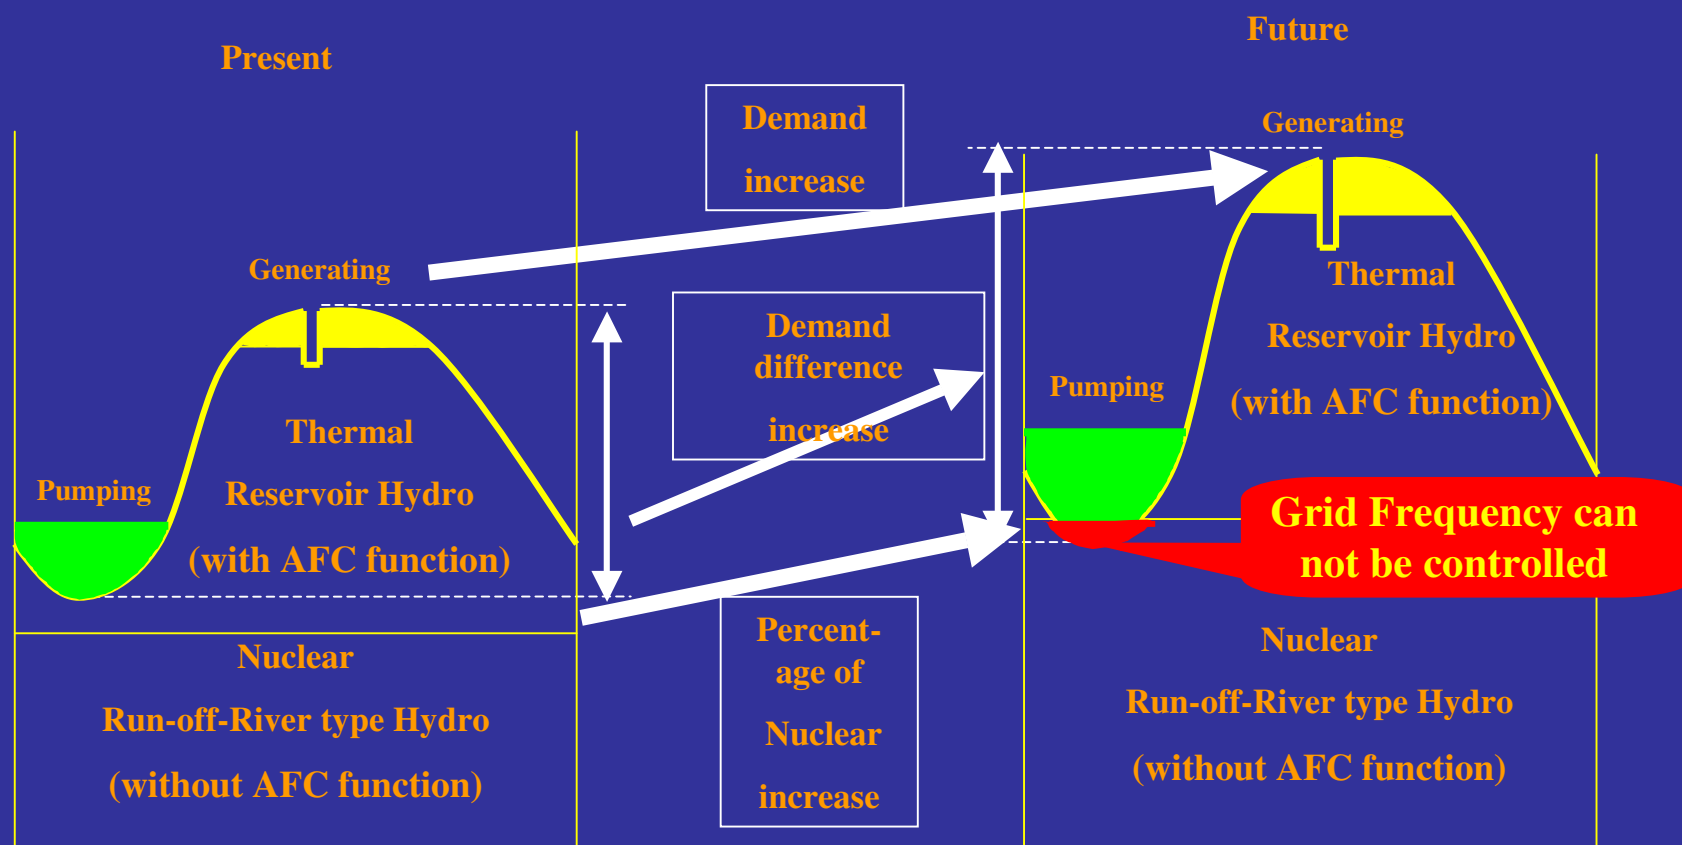 Present
Future
Demand
increase
Generating
Generating
Demand
difference
increase
Thermal
Reservoir Hydro
(with AFC function)
Pumping
Thermal
Reservoir Hydro
(with AFC function)
Pumping
Grid Frequency can
not be controlled
Percent-
age of
Nuclear
increase
Nuclear
Run-off-River type Hydro
(without AFC function)
Nuclear
Run-off-River type Hydro
(without AFC function)